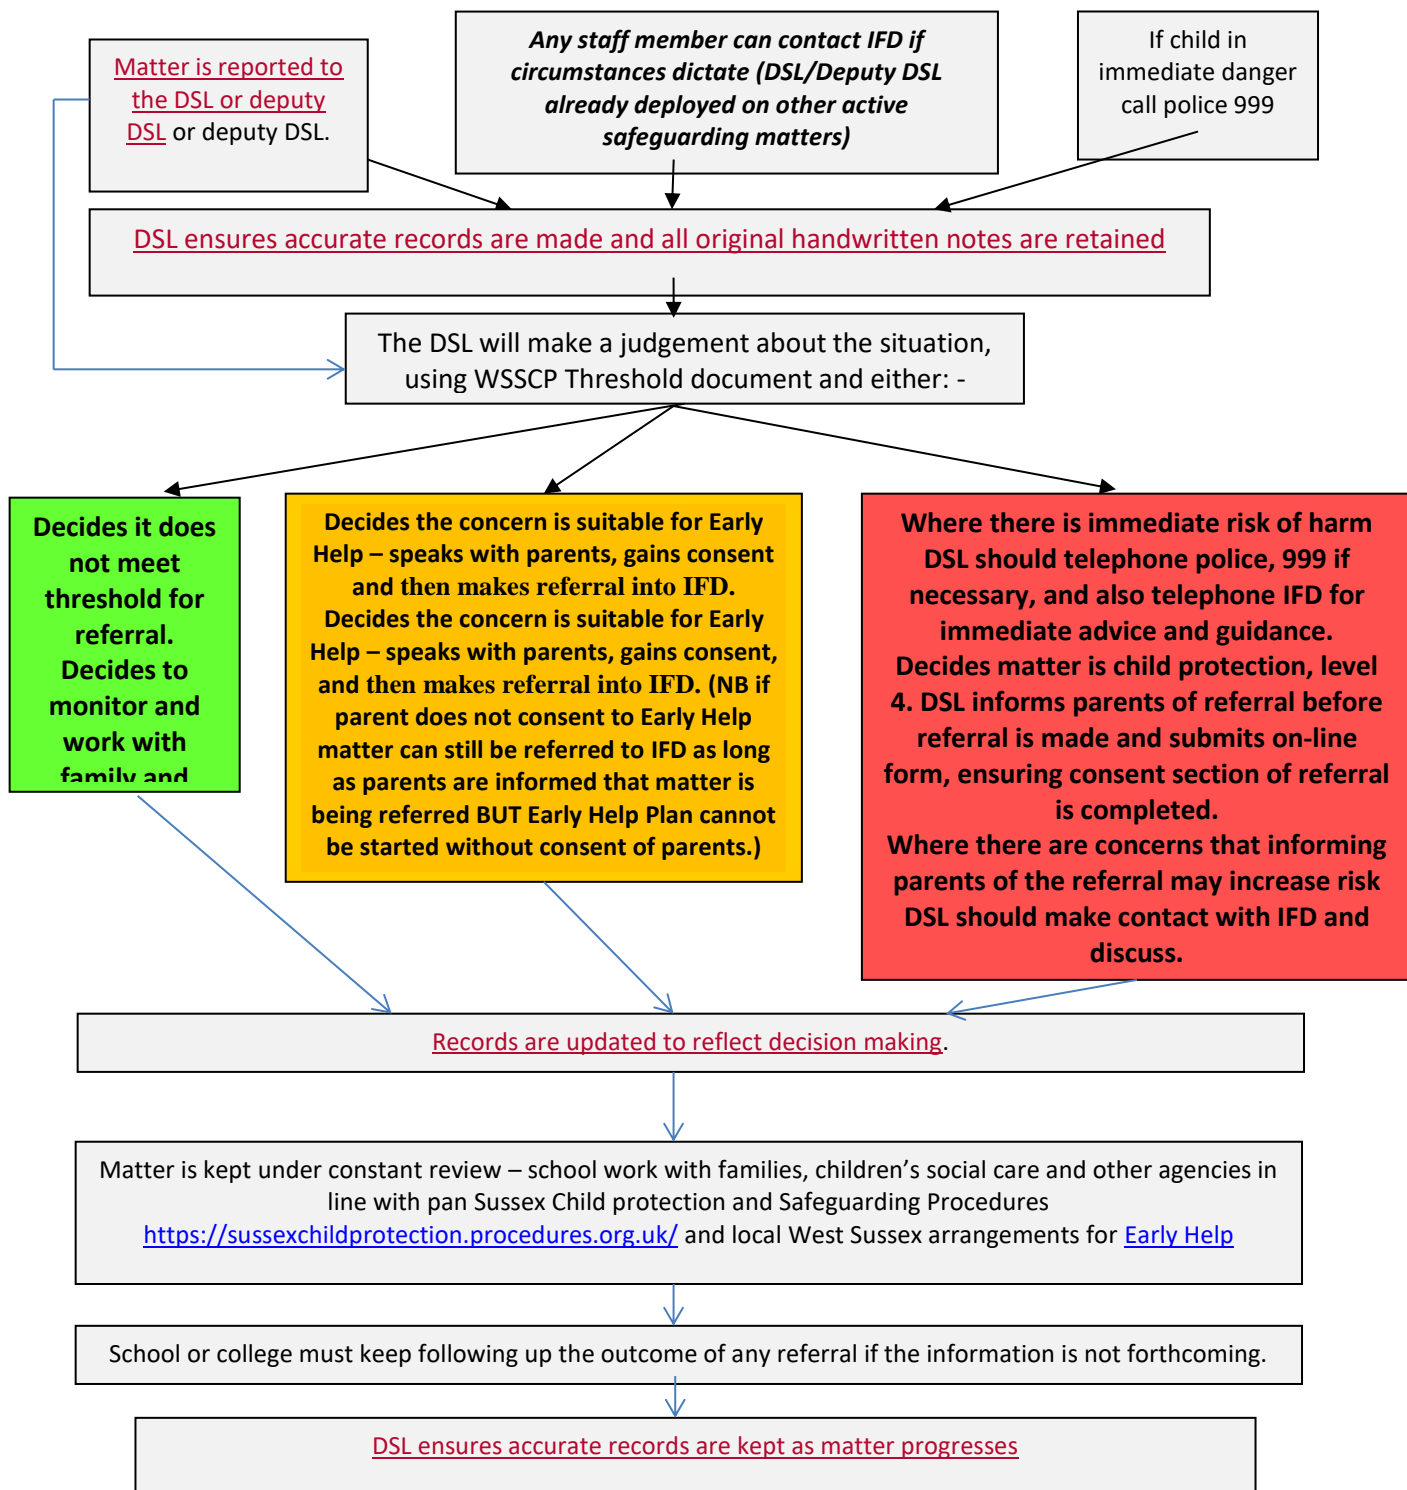 Matter is reported to
the DSL or deputy
DSL or deputy DSL.
Any staff member can contact IFD if
circumstances dictate (DSL/Deputy DSL
already deployed on other active
safeguarding matters)
If child in
immediate danger
call police 999
DSL ensures accurate records are made and all original handwritten notes are retained
The DSL will make a judgement about the situation,
using WSSCP Threshold document and either: -
Decides it does
not meet
threshold for
referral.
Decides to
monitor and
work with
family and
Decides the concern is suitable for Early
Help – speaks with parents, gains consent
and then makes referral into IFD.
Decides the concern is suitable for Early
Help – speaks with parents, gains consent,
and then makes referral into IFD. (NB if
parent does not consent to Early Help
matter can still be referred to IFD as long
as parents are informed that matter is
being referred BUT Early Help Plan cannot
be started without consent of parents.)
Where there is immediate risk of harm
DSL should telephone police, 999 if
necessary, and also telephone IFD for
immediate advice and guidance.
Decides matter is child protection, level
4. DSL informs parents of referral before
referral is made and submits on-line
form, ensuring consent section of referral
is completed.
Where there are concerns that informing
parents of the referral may increase risk
DSL should make contact with IFD and
discuss.
Records are updated to reflect decision making.
Matter is kept under constant review – school work with families, children’s social care and other agencies in
line with pan Sussex Child protection and Safeguarding Procedures
https://sussexchildprotection.procedures.org.uk/ and local West Sussex arrangements for Early Help
School or college must keep following up the outcome of any referral if the information is not forthcoming.
DSL ensures accurate records are kept as matter progresses